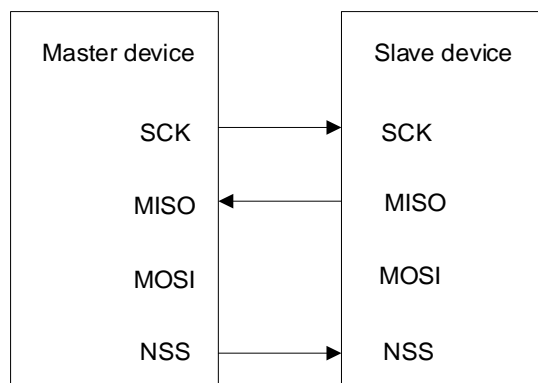 Master device
SCK
MISO
MOSI
NSS
Slave device
SCK
MISO
MOSI
NSS